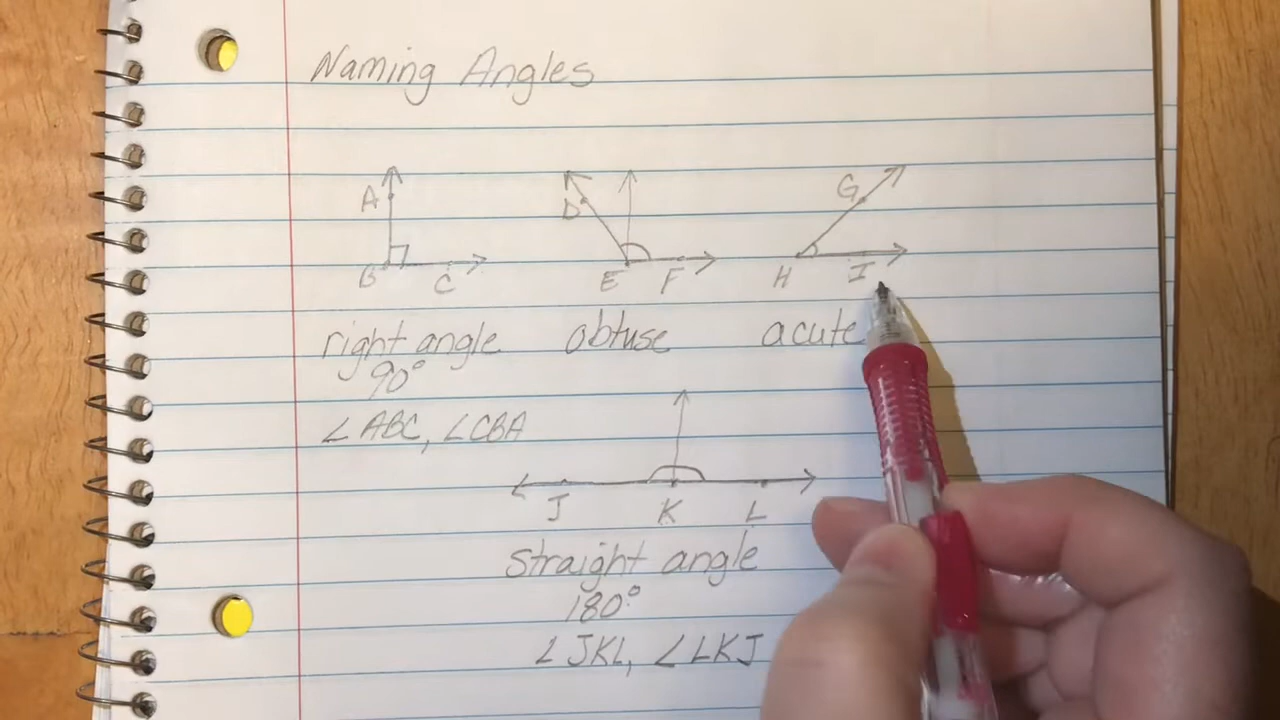 Naming Angles
A D G
B C E F H I
right angle obtuse acute
90°
∠ABC, ∠CBA
J K L
straight angle
180°
∠JKL, ∠LKJ